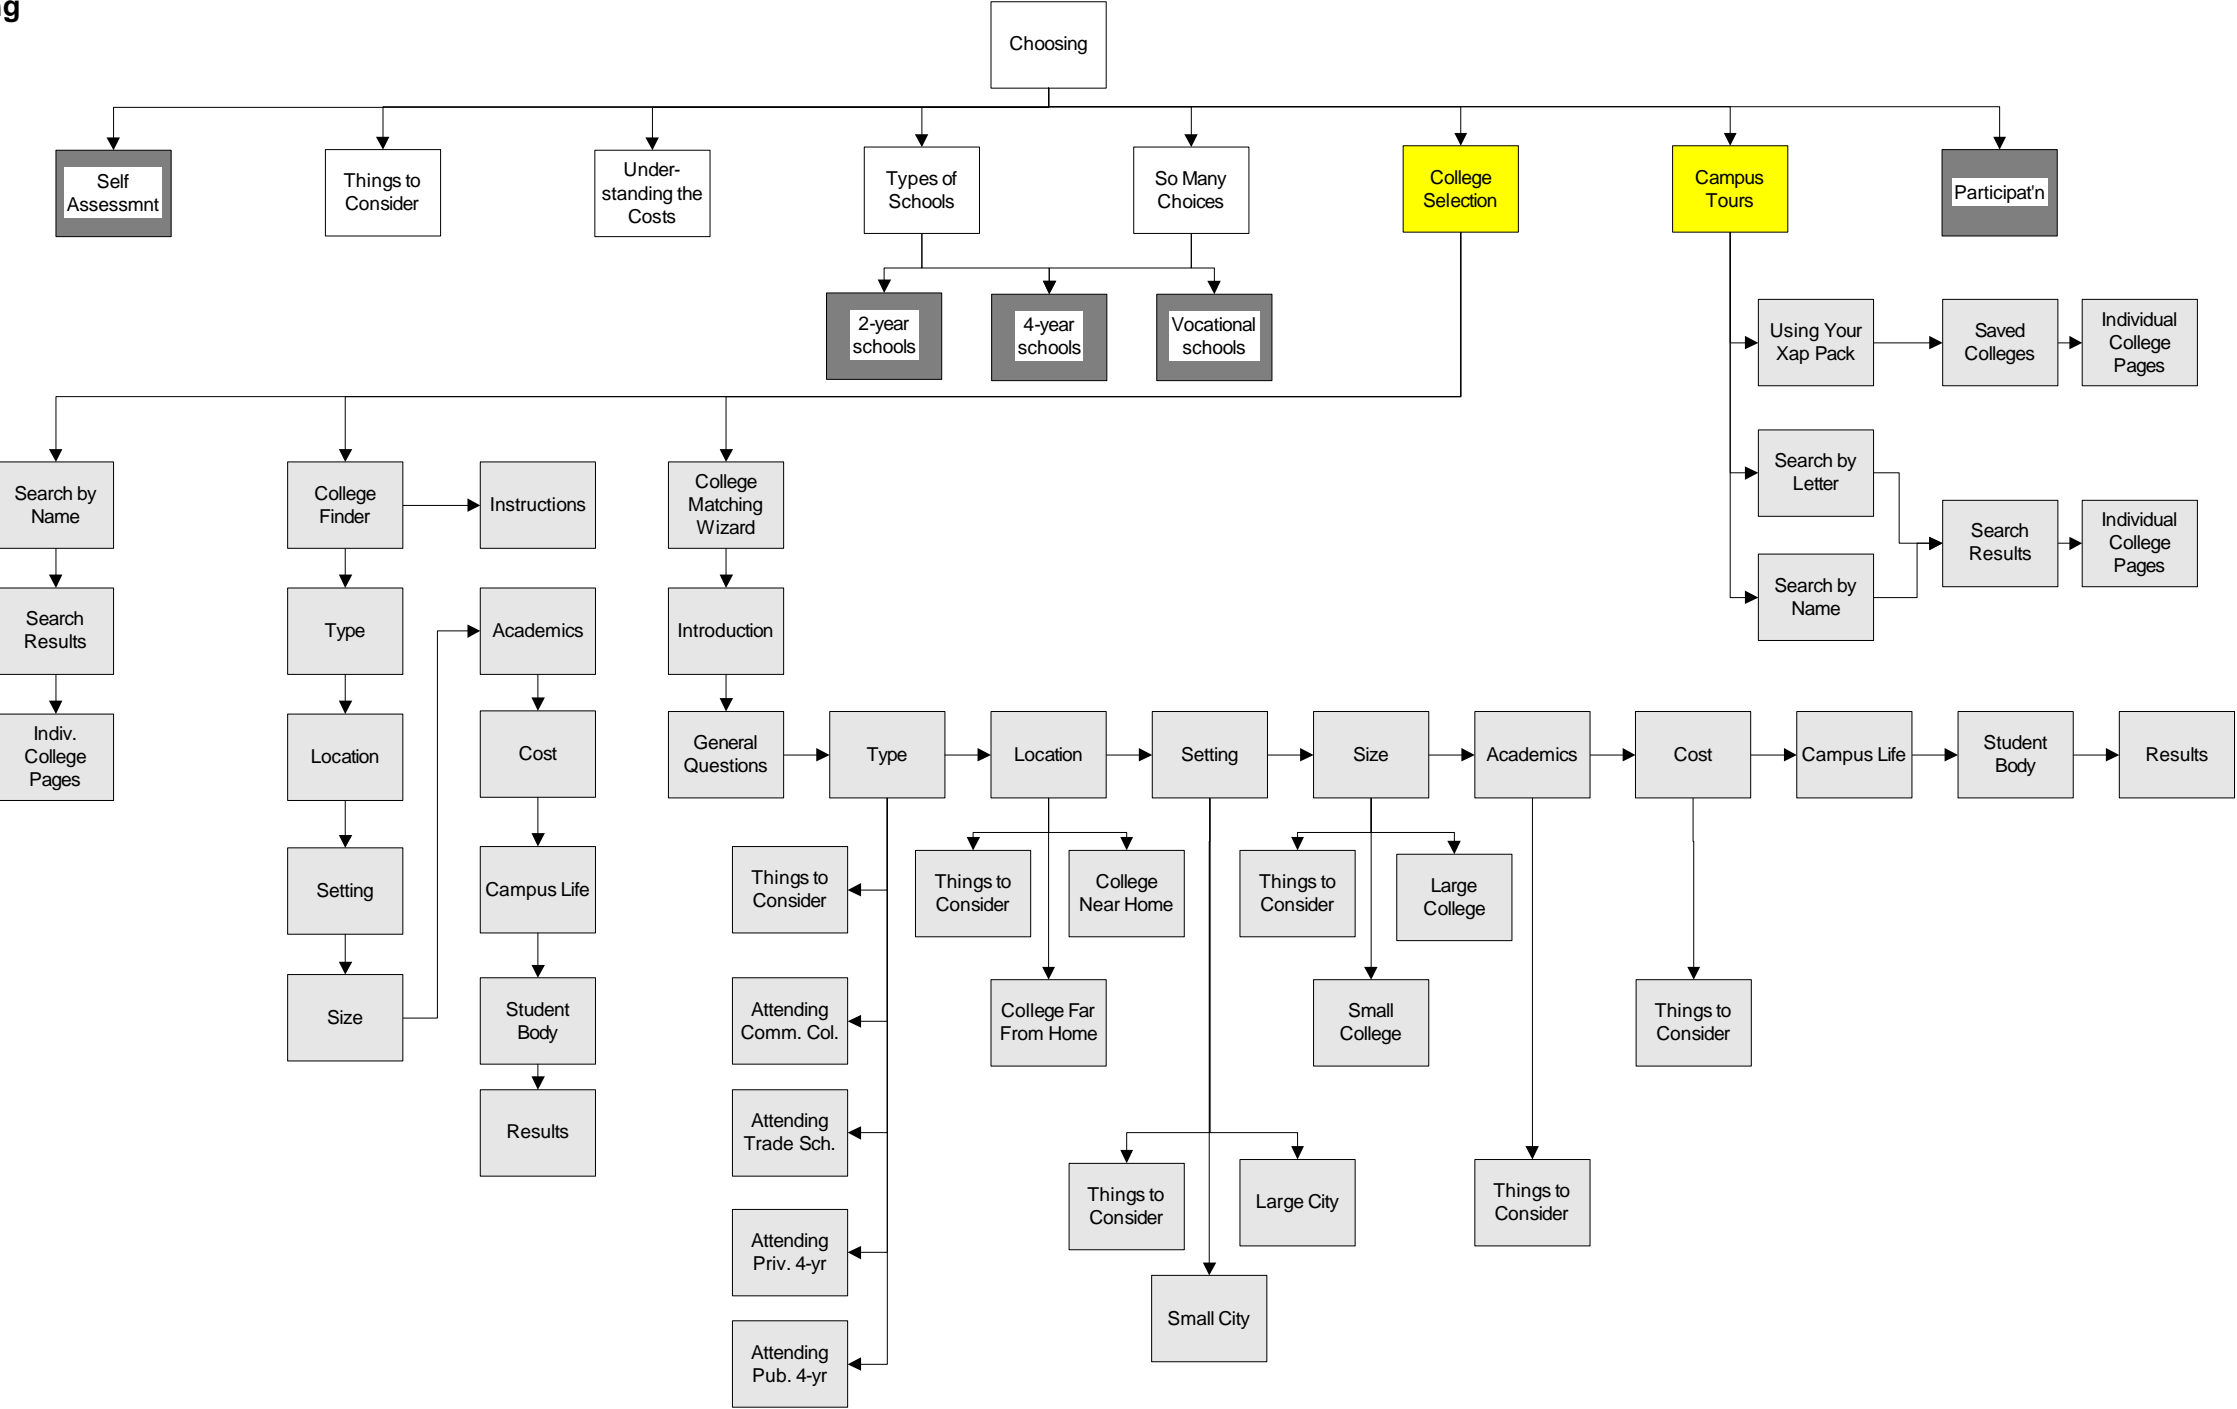 Choosing
Self
Assessmnt
Things to
Consider
Under-
standing the
Costs
Types of
Schools
So Many
Choices
College
Selection
Campus
Tours
Participat'n
2-year
schools
4-year
schools
Vocational
schools
Using Your
Xap Pack
Saved
Colleges
Individual
College
Pages
Search by
Letter
Search by
Name
Search
Results
Individual
College
Pages
Search by
Name
College
Finder
Instructions
College
Matching
Wizard
Search
Results
Type
Academics
Introduction
Indiv.
College
Pages
Location
Cost
General
Questions
Type
Location
Setting
Size
Academics
Cost
Campus Life
Student
Body
Results
Setting
Campus Life
Things to
Consider
Things to
Consider
College
Near Home
Things to
Consider
Large
College
Size
Student
Body
Attending
Comm. Col.
College Far
From Home
Small
College
Things to
Consider
Results
Attending
Trade Sch.
Things to
Consider
Large City
Things to
Consider
Attending
Priv. 4-yr
Small City
Attending
Pub. 4-yr